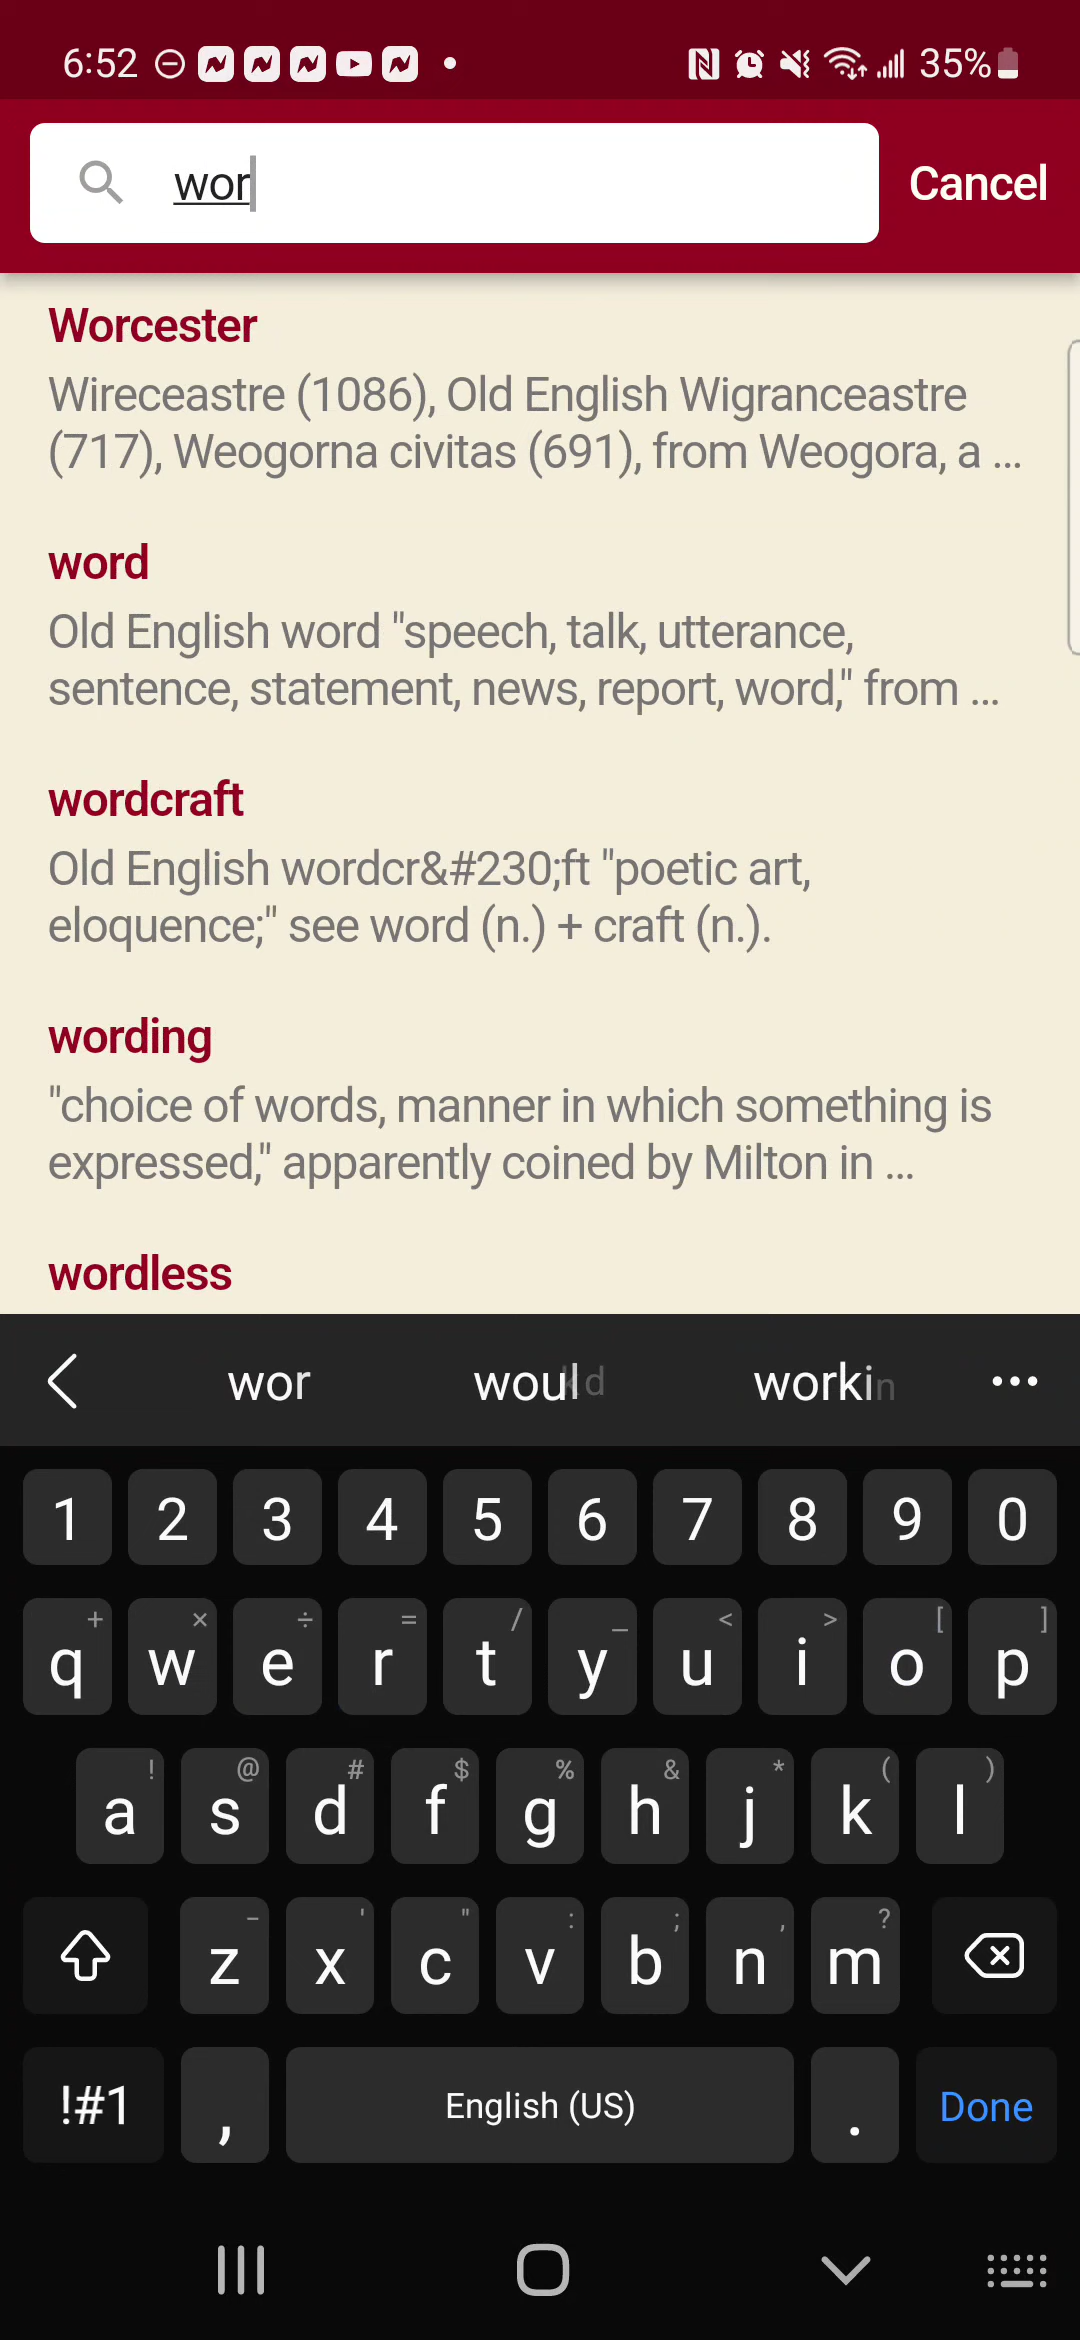 6:52
35%
wor
Cancel
Worcester
Wireceastre (1086), Old English Wigranceastre
(717), Weogorna civitas (691), from Weogora, a ...
word
Old English word "speech, talk, utterance,
sentence, statement, news, report, word," from ...
wordcraft
Old English wordcr&#230;ft "poetic art,
eloquence;" see word (n.) + craft (n.).
wording
"choice of words, manner in which something is
expressed," apparently coined by Milton in ...
wordless
wor
workin
1 2 3 4 5 6 7 8 9 0
+ × ÷ = / _ < > [ ]
q w e r t y u i o p
! @ # $ % & * ( )
a s d f g h j k l
- ' " : ; , ?
z x c v b n m
!#1 , English (US) . Done